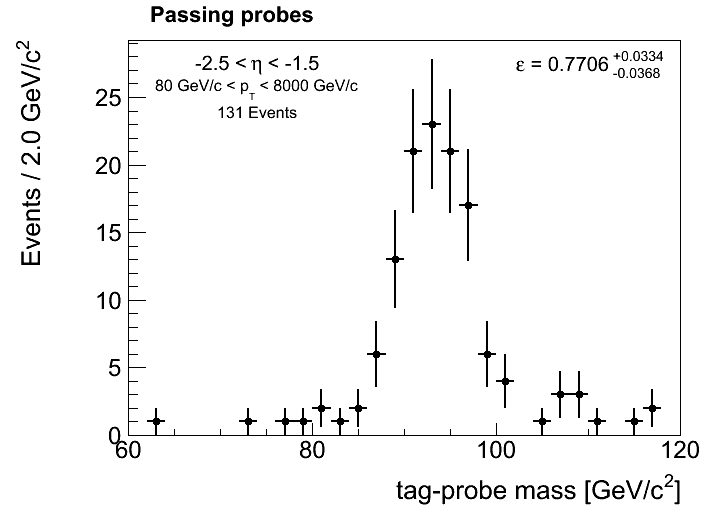 Passing probes
-2.5 < η < -1.5
80 GeV/c < p_T < 8000 GeV/c
131 Events
ε = 0.7706 +0.0334 -0.0368
Events / 2.0 GeV/c²
25
20
15
10
5
0
60 80 100 120
tag-probe mass [GeV/c²]